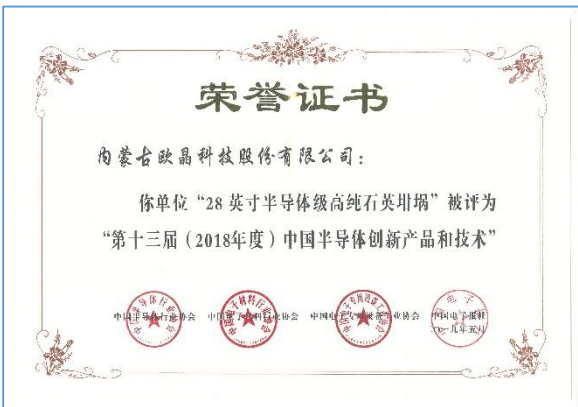 荣誉证书
内蒙古欧晶科技股份有限公司：
你单位“28 英寸半导体级高纯石英坩埚”被评为
“第十三届（2018年度）中国半导体创新产品和技术”
中国半导体行业协会 中国电子材料行业协会 中国电子专用设备工业协会 中国电子报社
二〇一九年五月